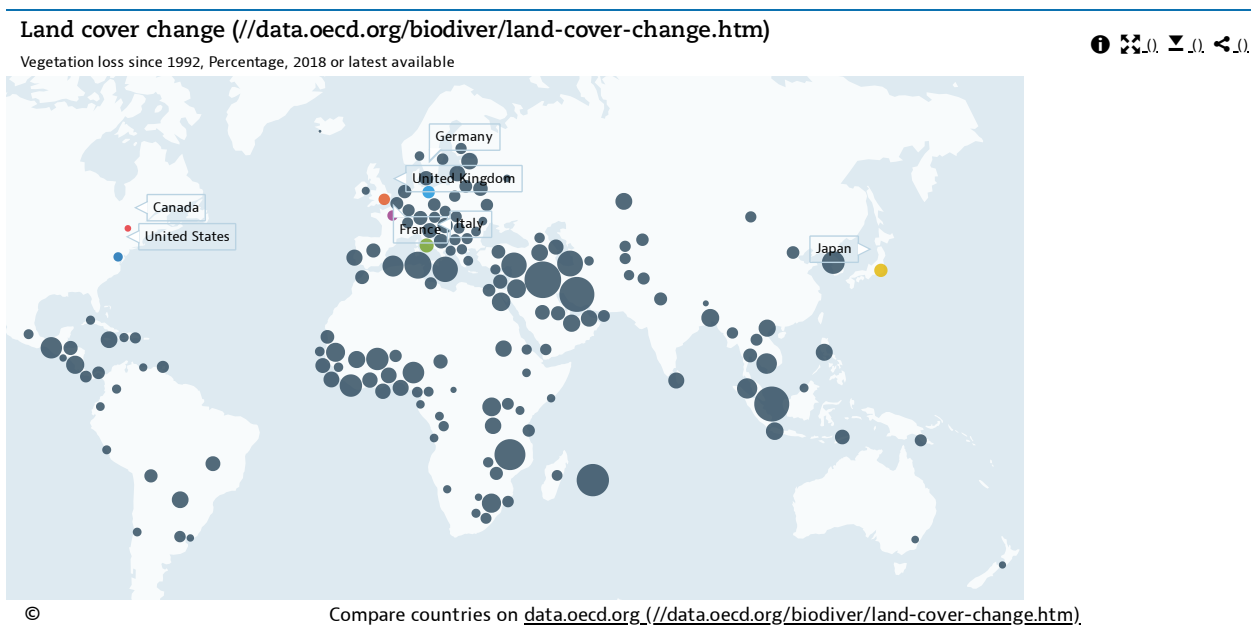 Land cover change (//data.oecd.org/biodiver/land-cover-change.htm)
() () ()
Vegetation loss since 1992, Percentage, 2018 or latest available
Germany
United Kingdom
Canada
Italy
France
United States
Japan
© Compare countries on data.oecd.org (//data.oecd.org/biodiver/land-cover-change.htm)